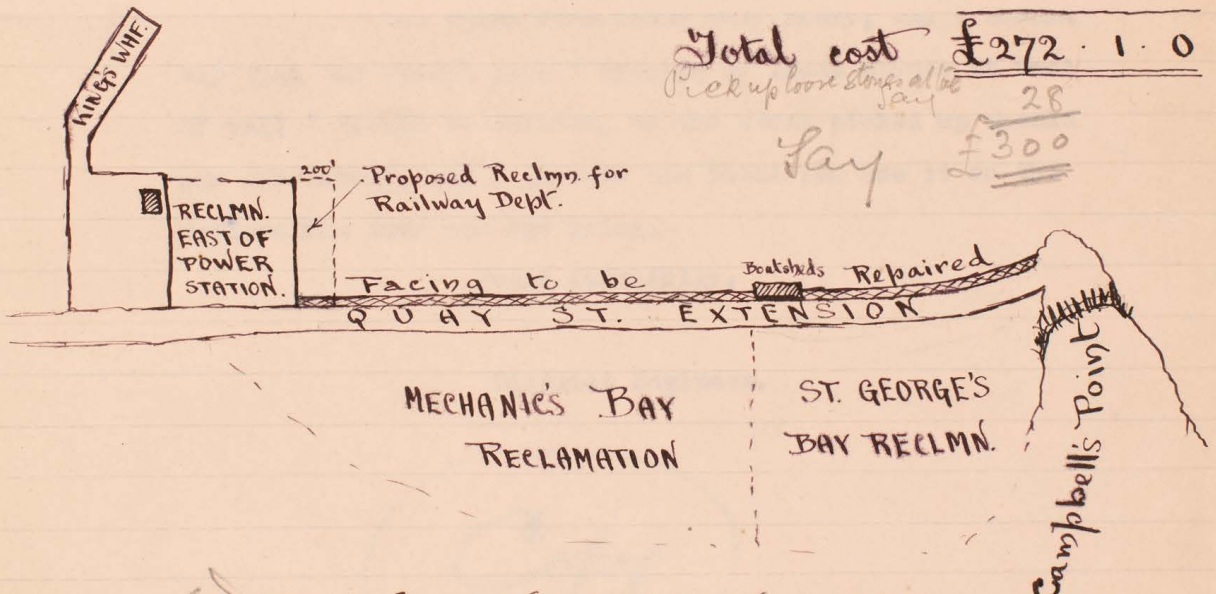 Total cost £272 . 1 . 0
Pick up loose stones at toe
Say 28
Say £300
KING'S WHF.
200'
Proposed Reclmn. for
Railway Dept.
RECLMN.
EAST OF
POWER
STATION.
Facing to be Boatsheds Repaired
QUAY ST. EXTENSION
MECHANIC'S BAY
RECLAMATION
ST. GEORGE'S
BAY RECLMN.
Campbell's Point